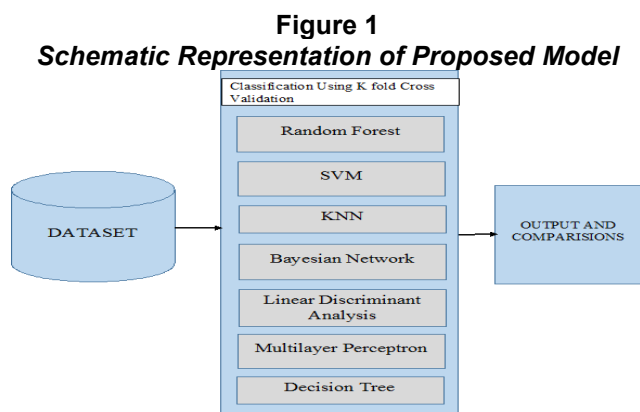 Figure 1
Schematic Representation of Proposed Model
Classification Using K fold Cross
Validation
Random Forest
SVM
KNN
Bayesian Network
Linear Discriminant
Analysis
Multilayer Perceptron
Decision Tree
DATASET
OUTPUT AND
COMPARISIONS